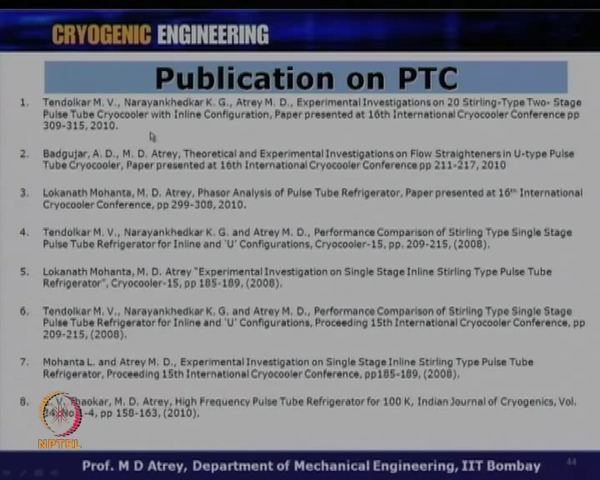 CRYOGENIC ENGINEERING
Publication on PTC
1. Tendolkar M. V., Narayankhedkar K. G., Atrey M. D., Experimental Investigations on 20 Stirling-Type Two- Stage
Pulse Tube Cryocooler with Inline Configuration, Paper presented at 16th International Cryocooler Conference pp
309-315, 2010.
2. Badgujar, A. D., M. D. Atrey, Theoretical and Experimental Investigations on Flow Straighteners in U-type Pulse
Tube Cryocooler, Paper presented at 16th International Cryocooler Conference pp 211-217, 2010
3. Lokanath Mohanta, M. D. Atrey, Phasor Analysis of Pulse Tube Refrigerator, Paper presented at 16th International
Cryocooler Conference, pp 299-308, 2010.
4. Tendolkar M. V., Narayankhedkar K. G. and Atrey M. D., Performance Comparison of Stirling Type Single Stage
Pulse Tube Refrigerator for Inline and 'U' Configurations, Cryocooler-15, pp. 209-215, (2008).
5. Lokanath Mohanta, M. D. Atrey "Experimental Investigation on Single Stage Inline Stirling Type Pulse Tube
Refrigerator", Cryocooler-15, pp 185-189, (2008).
6. Tendolkar M. V., Narayankhedkar K. G. and Atrey M. D., Performance Comparison of Stirling Type Single Stage
Pulse Tube Refrigerator for Inline and 'U' Configurations, Proceeding 15th International Cryocooler Conference, pp
209-215, (2008).
7. Mohanta L. and Atrey M. D., Experimental Investigation on Single Stage Inline Stirling Type Pulse Tube
Refrigerator, Proceeding 15th International Cryocooler Conference, pp185-189, (2008).
8. V. Thaokar, M. D. Atrey, High Frequency Pulse Tube Refrigerator for 100 K, Indian Journal of Cryogenics, Vol.
34, No 1-4, pp 158-163, (2010).
NPTEL
Prof. M D Atrey, Department of Mechanical Engineering, IIT Bombay
44